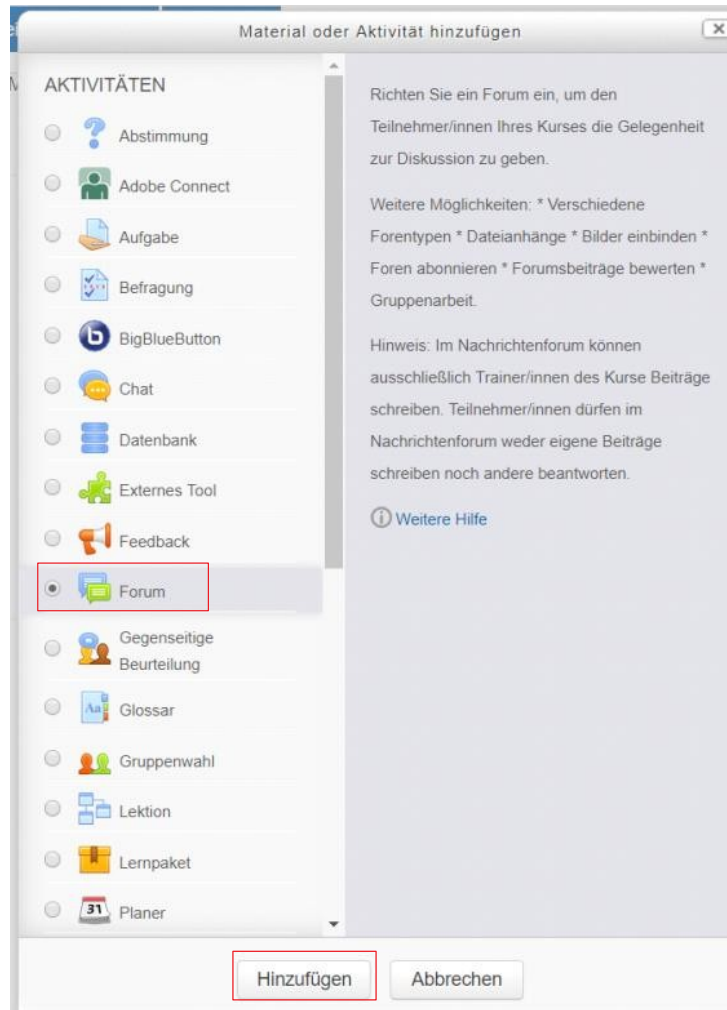 Material oder Aktivität hinzufügen
AKTIVITÄTEN
Abstimmung
Adobe Connect
Aufgabe
Befragung
BigBlueButton
Chat
Datenbank
Externes Tool
Feedback
Forum
Gegenseitige
Beurteilung
Aa
Glossar
Gruppenwahl
Lektion
Lernpaket
31
Planer
Richten Sie ein Forum ein, um den
Teilnehmer/innen Ihres Kurses die Gelegenheit
zur Diskussion zu geben.
Weitere Möglichkeiten: * Verschiedene
Forentypen * Dateianhänge * Bilder einbinden *
Foren abonnieren * Forumsbeiträge bewerten *
Gruppenarbeit.
Hinweis: Im Nachrichtenforum können
ausschließlich Trainer/innen des Kurse Beiträge
schreiben. Teilnehmer/innen dürfen im
Nachrichtenforum weder eigene Beiträge
schreiben noch andere beantworten.
Weitere Hilfe
Hinzufügen
Abbrechen